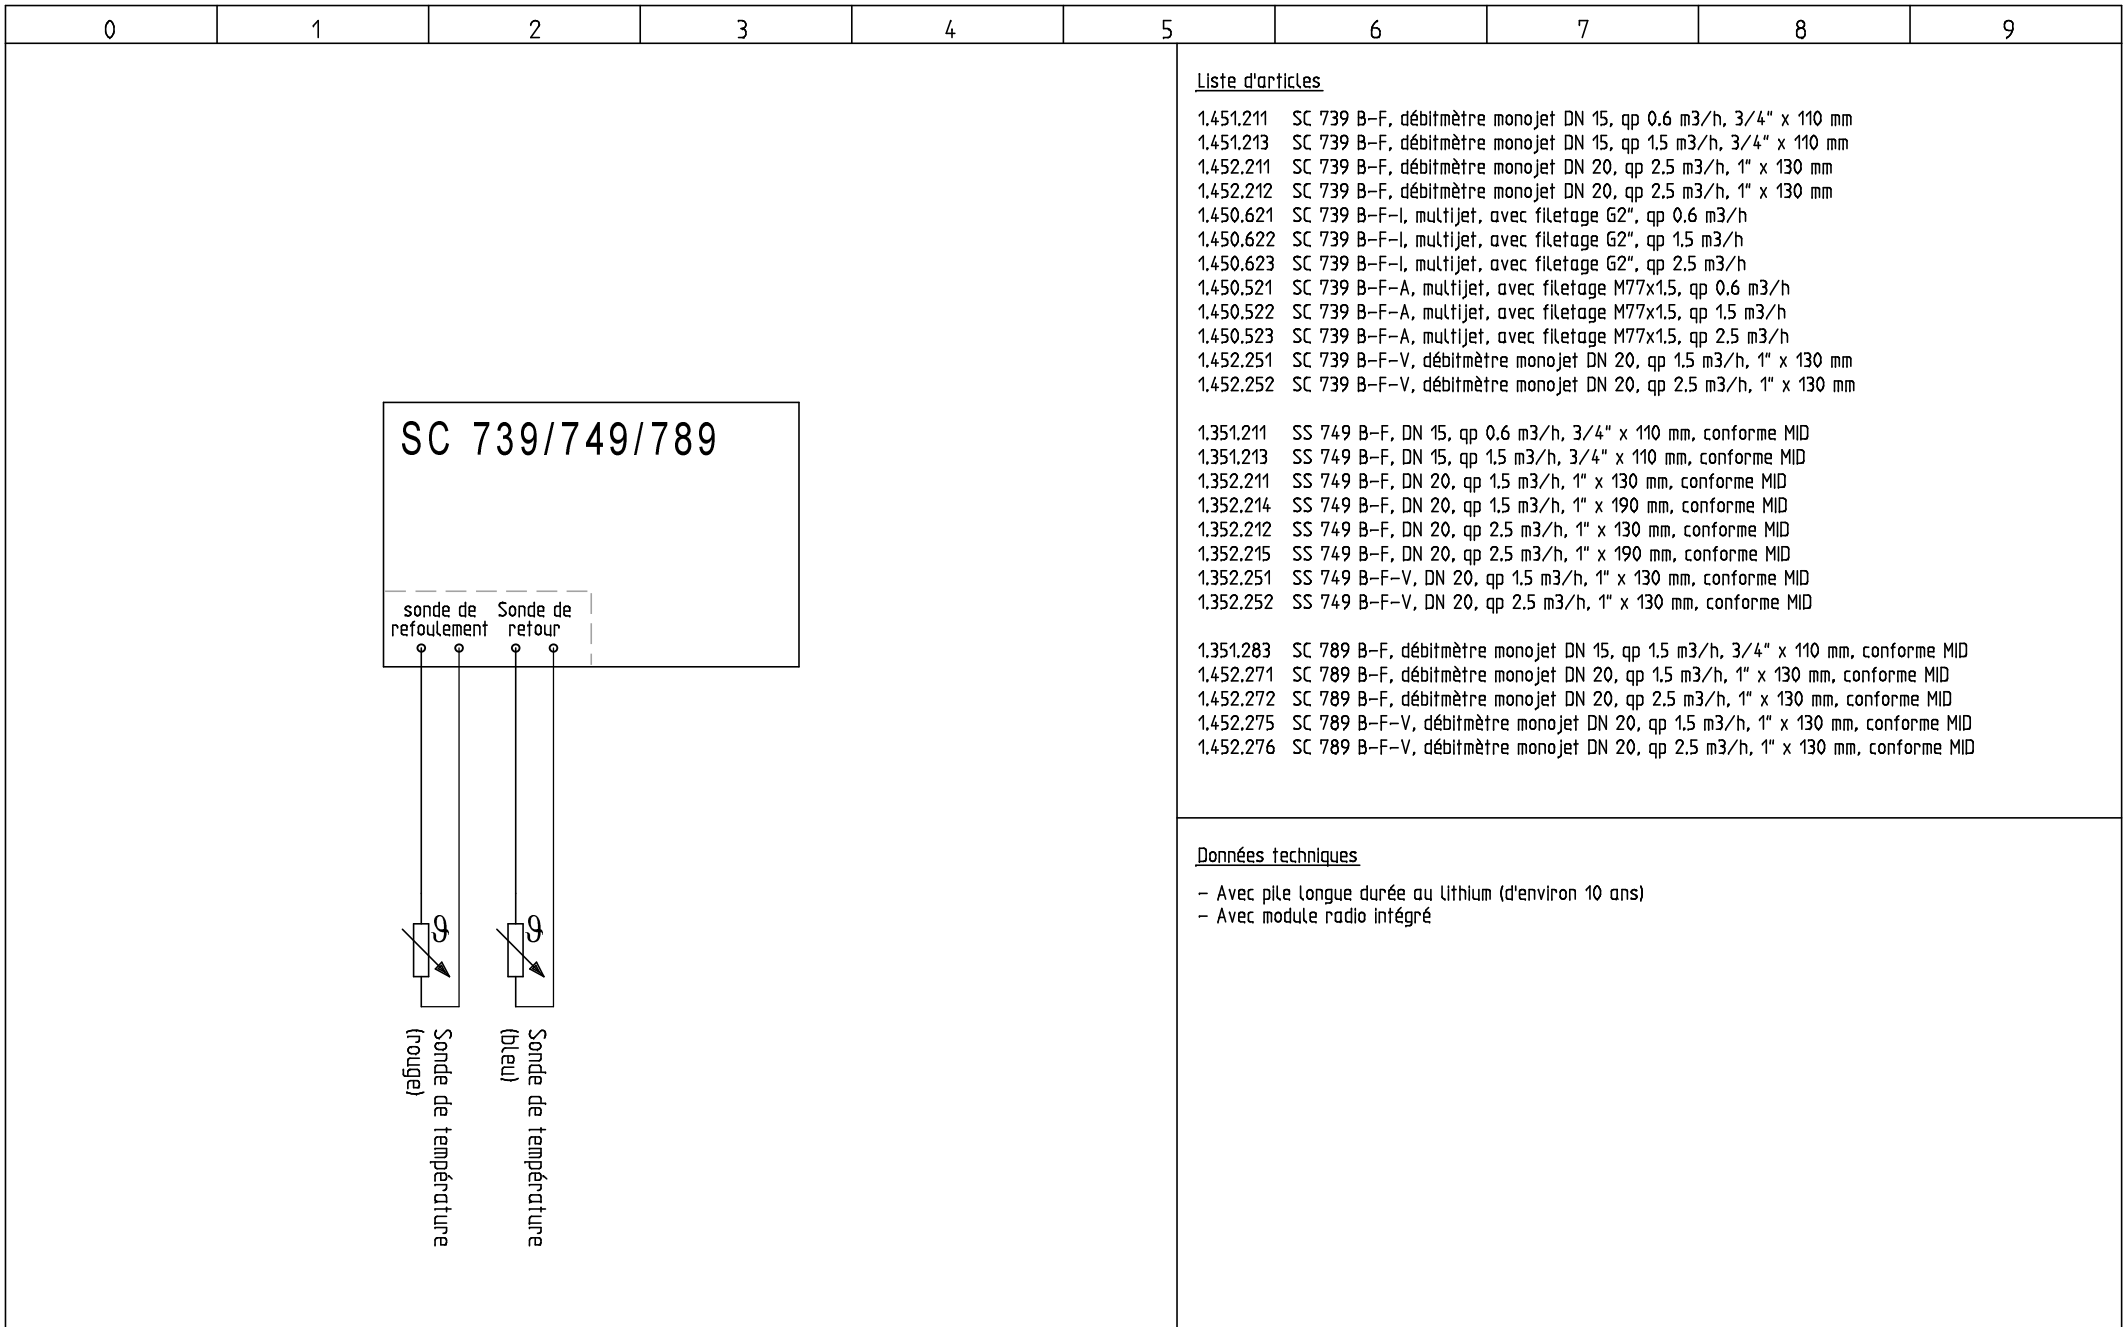 0 1 2 3 4 5 6 7 8 9
SC 739/749/789
sonde de refoulement
Sonde de retour
ϑ
ϑ
Sonde de température
(rouge)
Sonde de température
(bleu)
Liste d'articles
1.451.211 SC 739 B-F, débitmètre monojet DN 15, qp 0.6 m3/h, 3/4" x 110 mm
1.451.213 SC 739 B-F, débitmètre monojet DN 15, qp 1.5 m3/h, 3/4" x 110 mm
1.452.211 SC 739 B-F, débitmètre monojet DN 20, qp 2.5 m3/h, 1" x 130 mm
1.452.212 SC 739 B-F, débitmètre monojet DN 20, qp 2.5 m3/h, 1" x 130 mm
1.450.621 SC 739 B-F-I, multijet, avec filetage G2", qp 0.6 m3/h
1.450.622 SC 739 B-F-I, multijet, avec filetage G2", qp 1.5 m3/h
1.450.623 SC 739 B-F-I, multijet, avec filetage G2", qp 2.5 m3/h
1.450.521 SC 739 B-F-A, multijet, avec filetage M77x1.5, qp 0.6 m3/h
1.450.522 SC 739 B-F-A, multijet, avec filetage M77x1.5, qp 1.5 m3/h
1.450.523 SC 739 B-F-A, multijet, avec filetage M77x1.5, qp 2.5 m3/h
1.452.251 SC 739 B-F-V, débitmètre monojet DN 20, qp 1.5 m3/h, 1" x 130 mm
1.452.252 SC 739 B-F-V, débitmètre monojet DN 20, qp 2.5 m3/h, 1" x 130 mm
1.351.211 SS 749 B-F, DN 15, qp 0.6 m3/h, 3/4" x 110 mm, conforme MID
1.351.213 SS 749 B-F, DN 15, qp 1.5 m3/h, 3/4" x 110 mm, conforme MID
1.352.211 SS 749 B-F, DN 20, qp 1.5 m3/h, 1" x 130 mm, conforme MID
1.352.214 SS 749 B-F, DN 20, qp 1.5 m3/h, 1" x 190 mm, conforme MID
1.352.212 SS 749 B-F, DN 20, qp 2.5 m3/h, 1" x 130 mm, conforme MID
1.352.215 SS 749 B-F, DN 20, qp 2.5 m3/h, 1" x 190 mm, conforme MID
1.352.251 SS 749 B-F-V, DN 20, qp 1.5 m3/h, 1" x 130 mm, conforme MID
1.352.252 SS 749 B-F-V, DN 20, qp 2.5 m3/h, 1" x 130 mm, conforme MID
1.351.283 SC 789 B-F, débitmètre monojet DN 15, qp 1.5 m3/h, 3/4" x 110 mm, conforme MID
1.452.271 SC 789 B-F, débitmètre monojet DN 20, qp 1.5 m3/h, 1" x 130 mm, conforme MID
1.452.272 SC 789 B-F, débitmètre monojet DN 20, qp 2.5 m3/h, 1" x 130 mm, conforme MID
1.452.275 SC 789 B-F-V, débitmètre monojet DN 20, qp 1.5 m3/h, 1" x 130 mm, conforme MID
1.452.276 SC 789 B-F-V, débitmètre monojet DN 20, qp 2.5 m3/h, 1" x 130 mm, conforme MID
Données techniques
- Avec pile longue durée au lithium (d'environ 10 ans)
- Avec module radio intégré